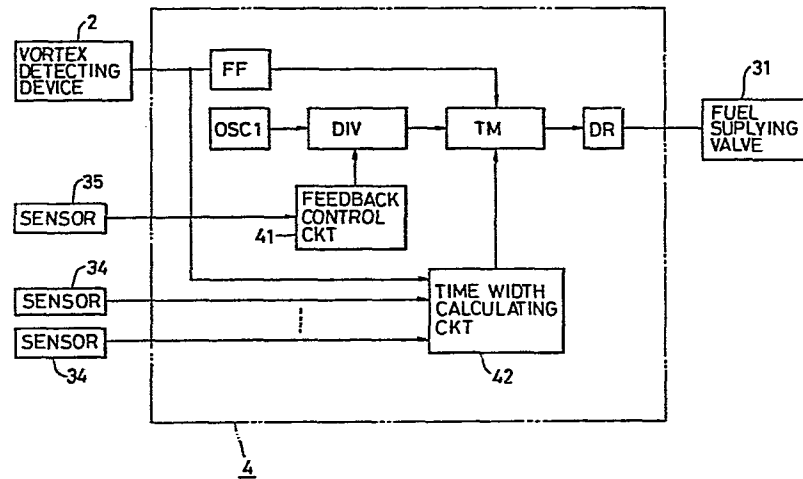 2
VORTEX
DETECTING
DEVICE
FF
31
FUEL
SUPLYING
VALVE
OSC1
DIV
TM
DR
35
SENSOR
FEEDBACK
CONTROL
CKT
41
34
SENSOR
TIME WIDTH
CALCULATING
CKT
SENSOR
34
42
4